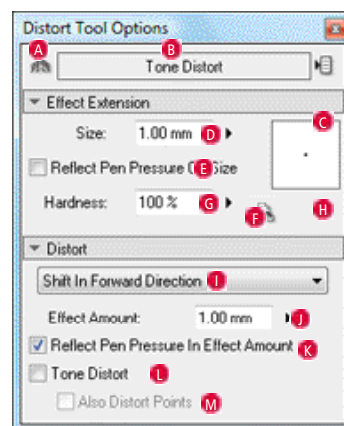 Distort Tool Options
A
B
Tone Distort
Effect Extension
C
Size: 1.00 mm D
Reflect Pen Pressure E Size
Hardness: 100 % G
F
H
Distort
Shift In Forward Direction I
Effect Amount: 1.00 mm J
Reflect Pen Pressure In Effect Amount K
Tone Distort L
Also Distort Points M